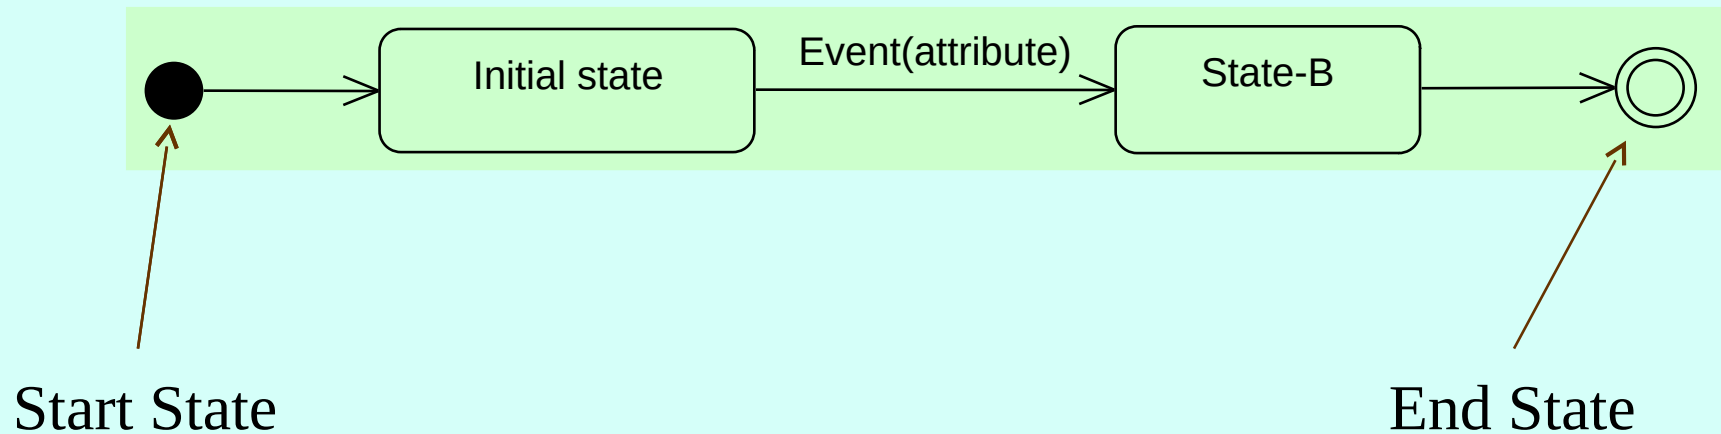 Initial state
Event(attribute)
State-B
Start State
End State